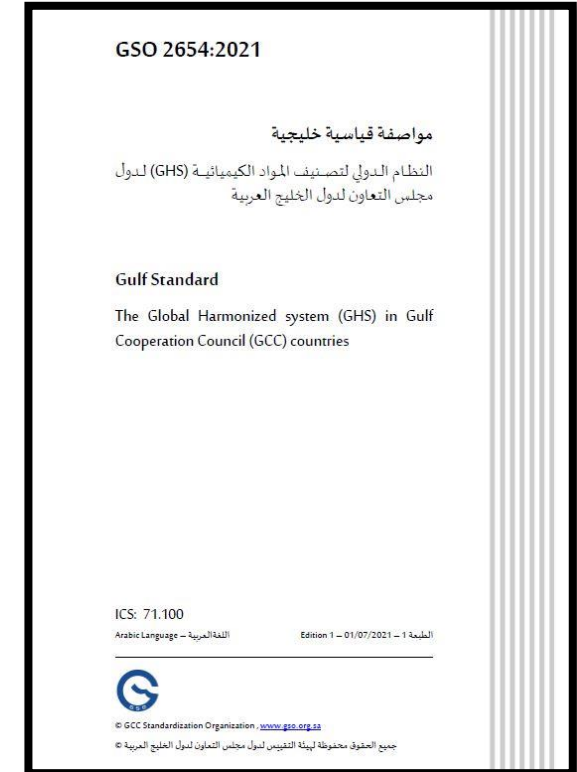 GSO 2654:2021
مواصفة قياسية خليجية
النظام الدولي لتصنيف المواد الكيميائية (GHS) لدول
مجلس التعاون لدول الخليج العربية
Gulf Standard
The Global Harmonized system (GHS) in Gulf
Cooperation Council (GCC) countries
ICS: 71.100
Arabic Language – اللغة العربية
Edition 1 – 01/07/2021 – الطبعة 1
GSO
© GCC Standardization Organization , www.gso.org.sa
جميع الحقوق محفوظة لهيئة التقييس لدول مجلس التعاون لدول الخليج العربية ©